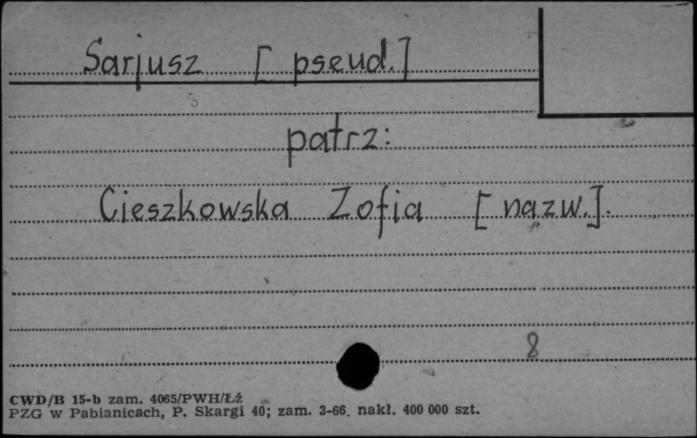 Sarjusz [pseud.]
patrz:
Cieszkowska Zofia [nazw.].
8
CWD/B 15-b zam. 4065/PWH/Łź
PZG w Pabianicach, P. Skargi 40; zam. 3-66. nakł. 400 000 szt.